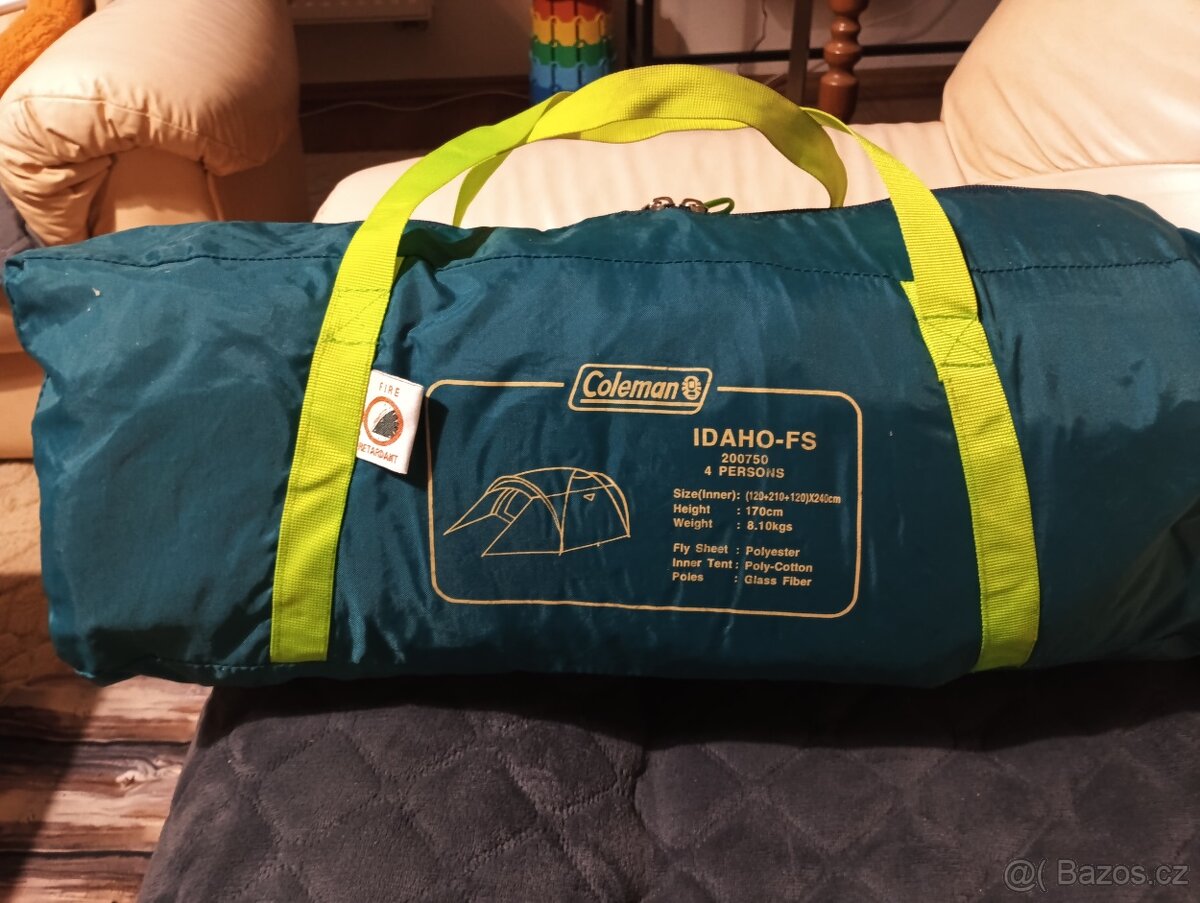 FIRE
RETARDANT
Coleman
IDAHO-FS
200750
4 PERSONS
Size(Inner): (120+210+120)X240cm
Height : 170cm
Weight : 8.10kgs
Fly Sheet : Polyester
Inner Tent : Poly-Cotton
Poles : Glass Fiber
@( Bazos.cz